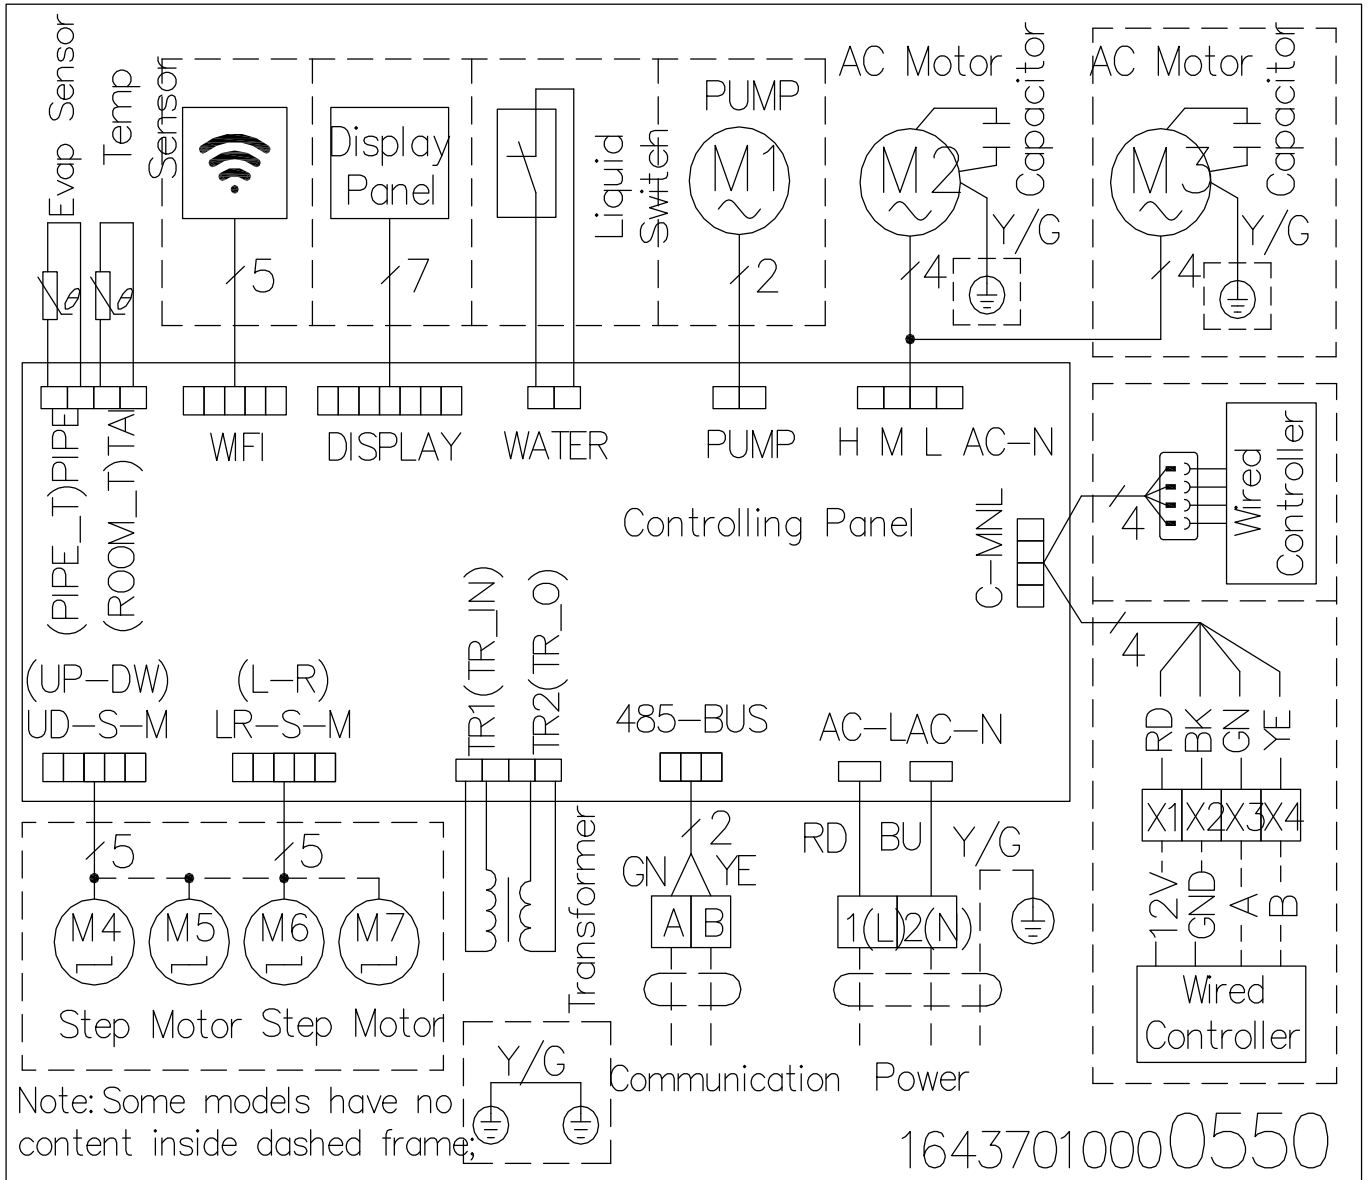 Evap Sensor
Temp
Sensor
Display
Panel
Liquid
Switch
PUMP
M1
AC Motor
M2
Capacitor
Y/G
AC Motor
M3
Capacitor
Y/G
5
7
2
4
4
θ
θ
(PIPE_T)PIPE
(ROOM_T)TA
WIFI
DISPLAY
WATER
PUMP
H M L AC-N
Controlling Panel
C-MNL
4
Wired
Controller
4
(UP-DW)
UD-S-M
(L-R)
LR-S-M
TR1(TR_IN)
TR2(TR_O)
485-BUS
AC-L AC-N
RD
BK
GN
YE
X1 X2 X3 X4
12V-
GND
A
B
Wired
Controller
5
5
M4 M5 M6 M7
Step Motor Step Motor
Transformer
2
GN YE
A B
Communication
RD BU Y/G
1(L) 2(N)
Power
Y/G
Note: Some models have no
content inside dashed frame;
16437010000550